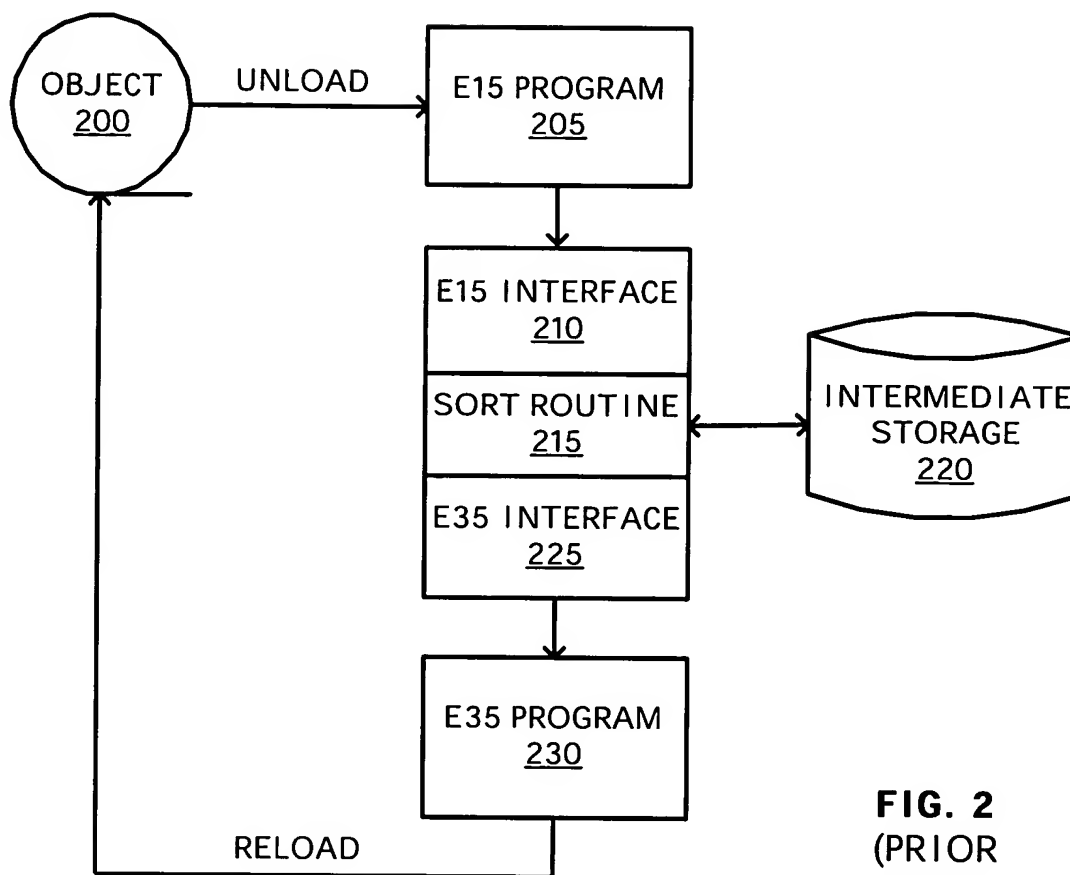 OBJECT
200
UNLOAD
E15 PROGRAM
205
E15 INTERFACE
210
SORT ROUTINE
215
INTERMEDIATE
STORAGE
220
E35 INTERFACE
225
E35 PROGRAM
230
RELOAD
FIG. 2
(PRIOR